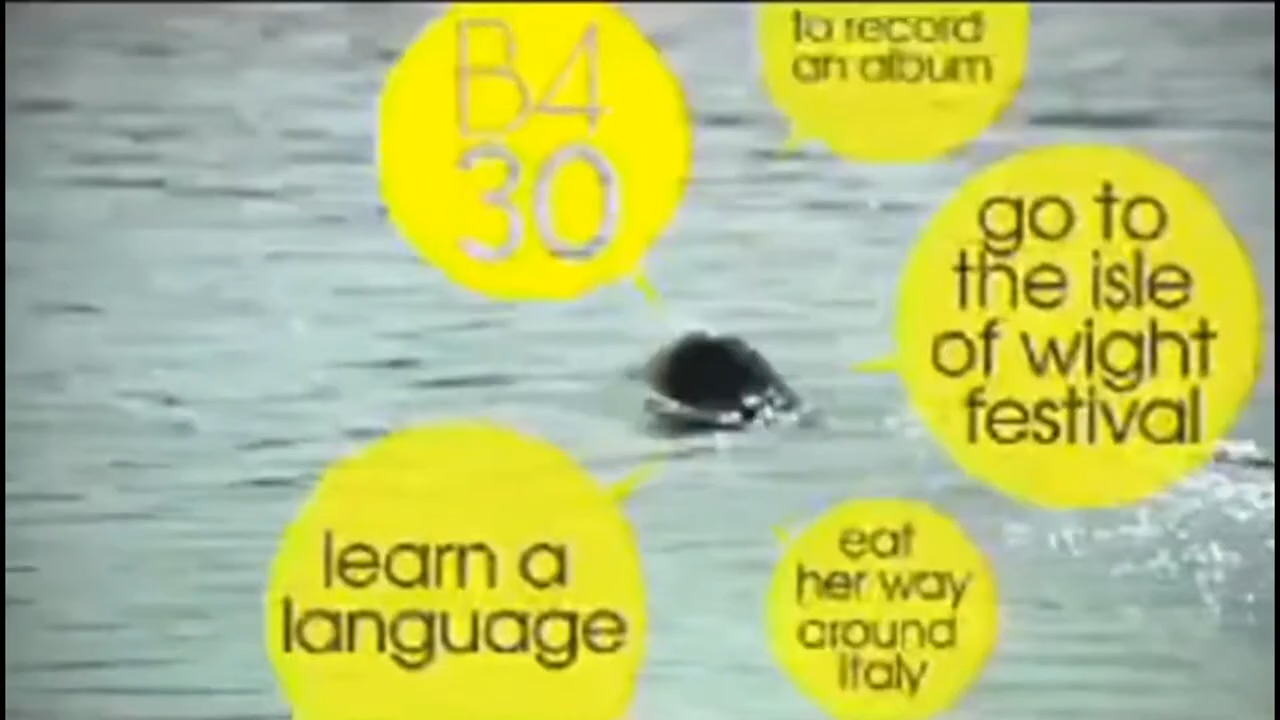 B4
30
to record
an album
go to
the isle
of wight
festival
learn a
language
eat
her way
around
Italy